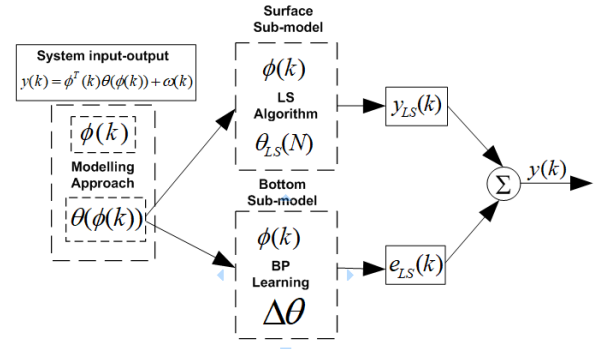 System input-output
y(k) = ϕᵀ(k)θ(ϕ(k)) + ω(k)
ϕ(k)
Modelling
Approach
θ(ϕ(k))
Surface
Sub-model
ϕ(k)
LS
Algorithm
θ_LS(N)
Bottom
Sub-model
ϕ(k)
BP
Learning
Δθ
y_LS(k)
e_LS(k)
Σ
y(k)